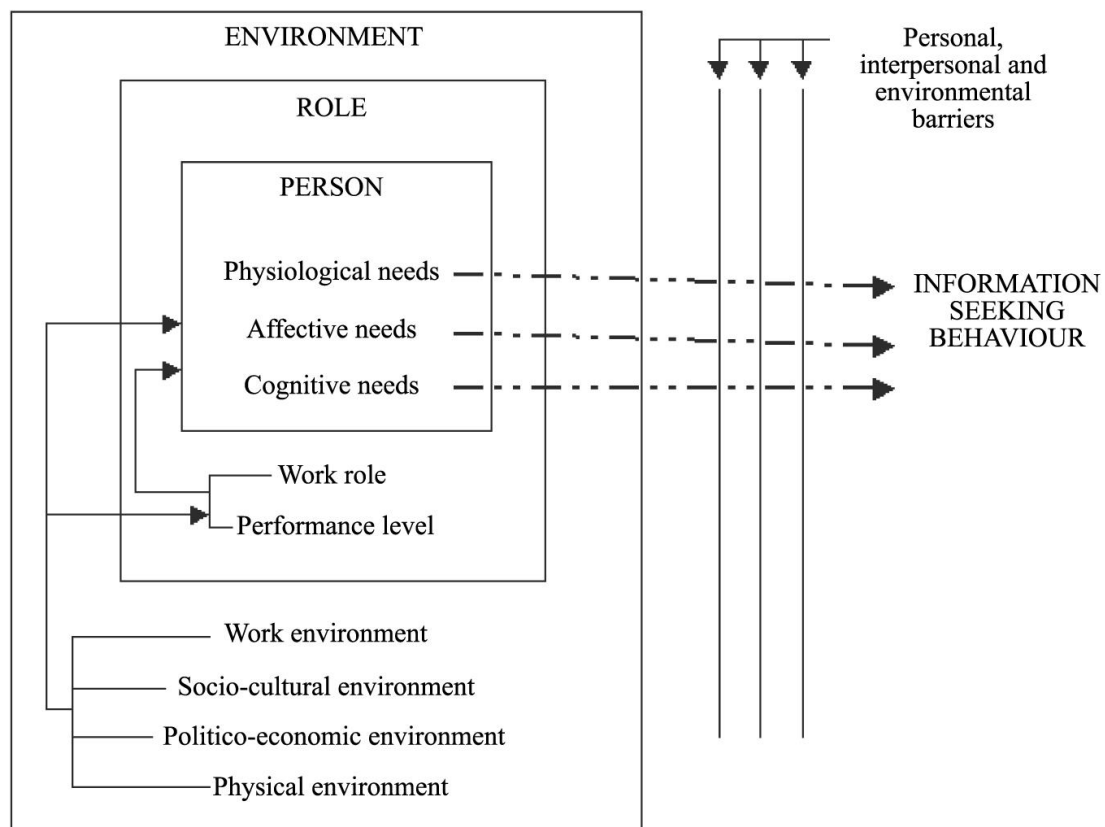 ENVIRONMENT
ROLE
PERSON
Physiological needs
Affective needs
Cognitive needs
Work role
Performance level
Work environment
Socio-cultural environment
Politico-economic environment
Physical environment
Personal,
interpersonal and
environmental
barriers
INFORMATION
SEEKING
BEHAVIOUR